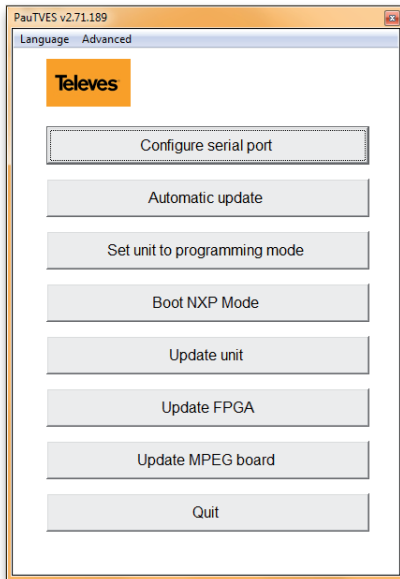 PauTVES v2.71.189
Language Advanced
Televes
Configure serial port
Automatic update
Set unit to programming mode
Boot NXP Mode
Update unit
Update FPGA
Update MPEG board
Quit